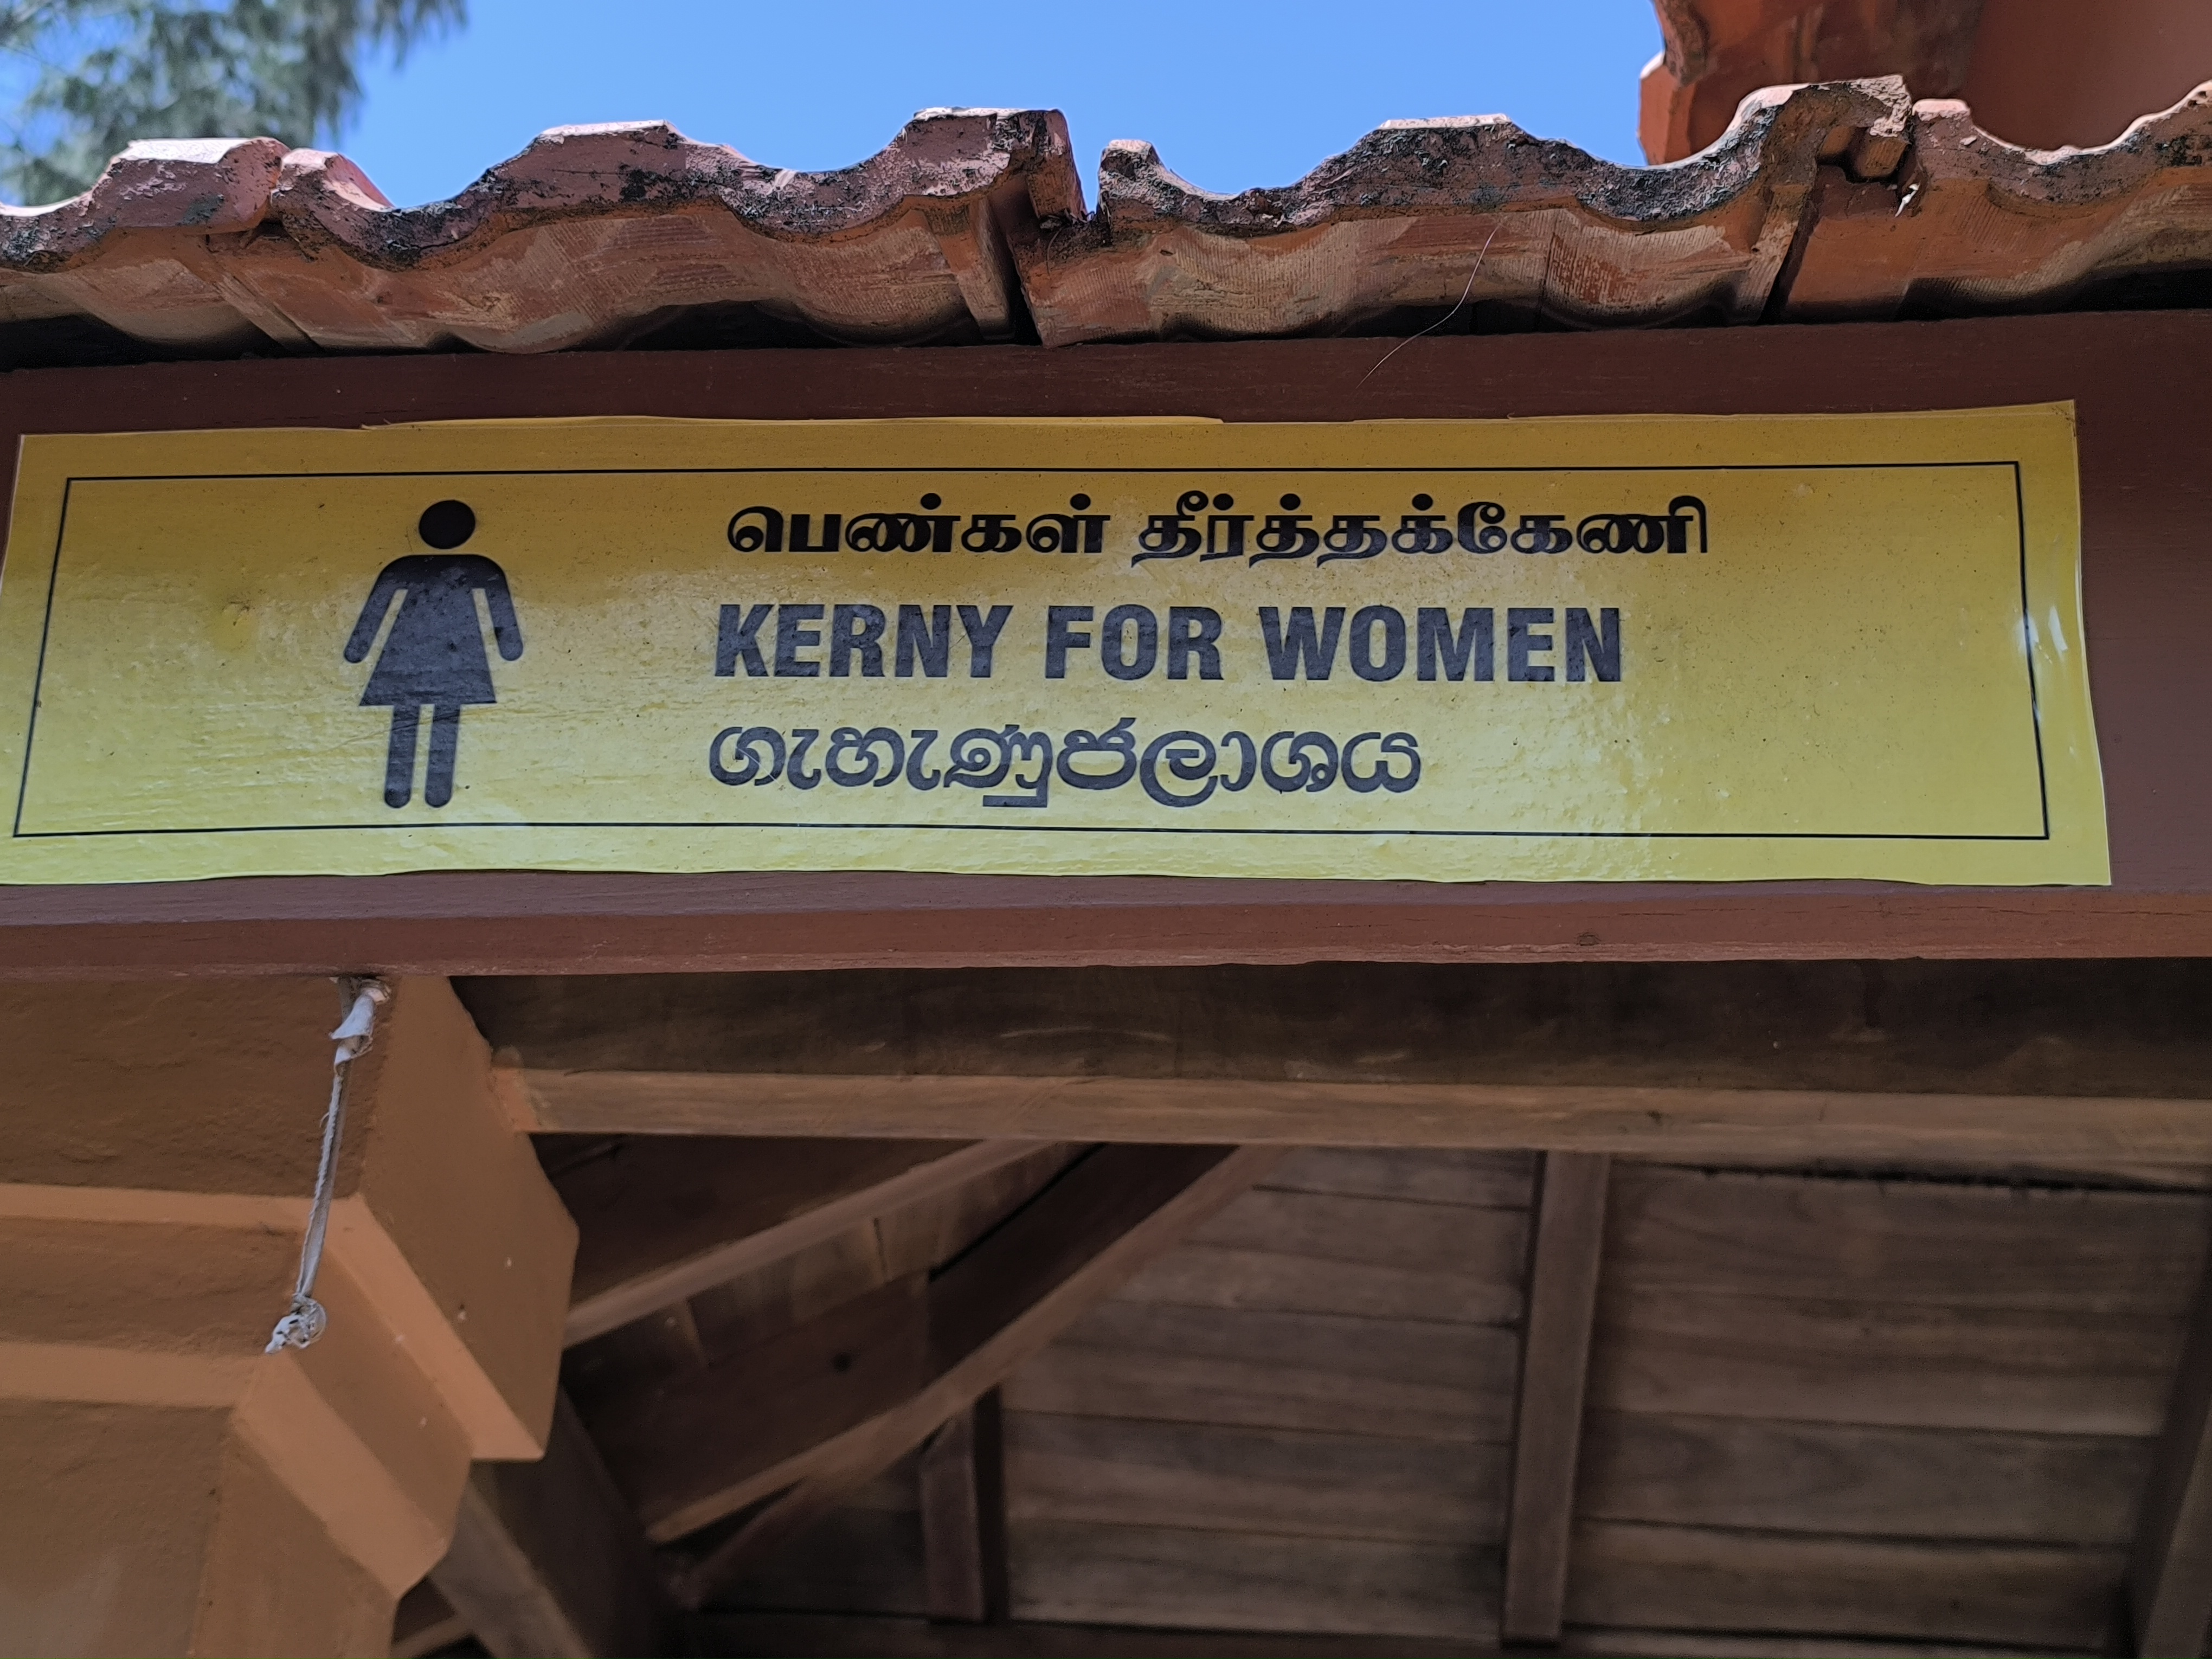 பெண்கள் தீர்த்தக்கேணி
KERNY FOR WOMEN
ගැහැණුජලාශය